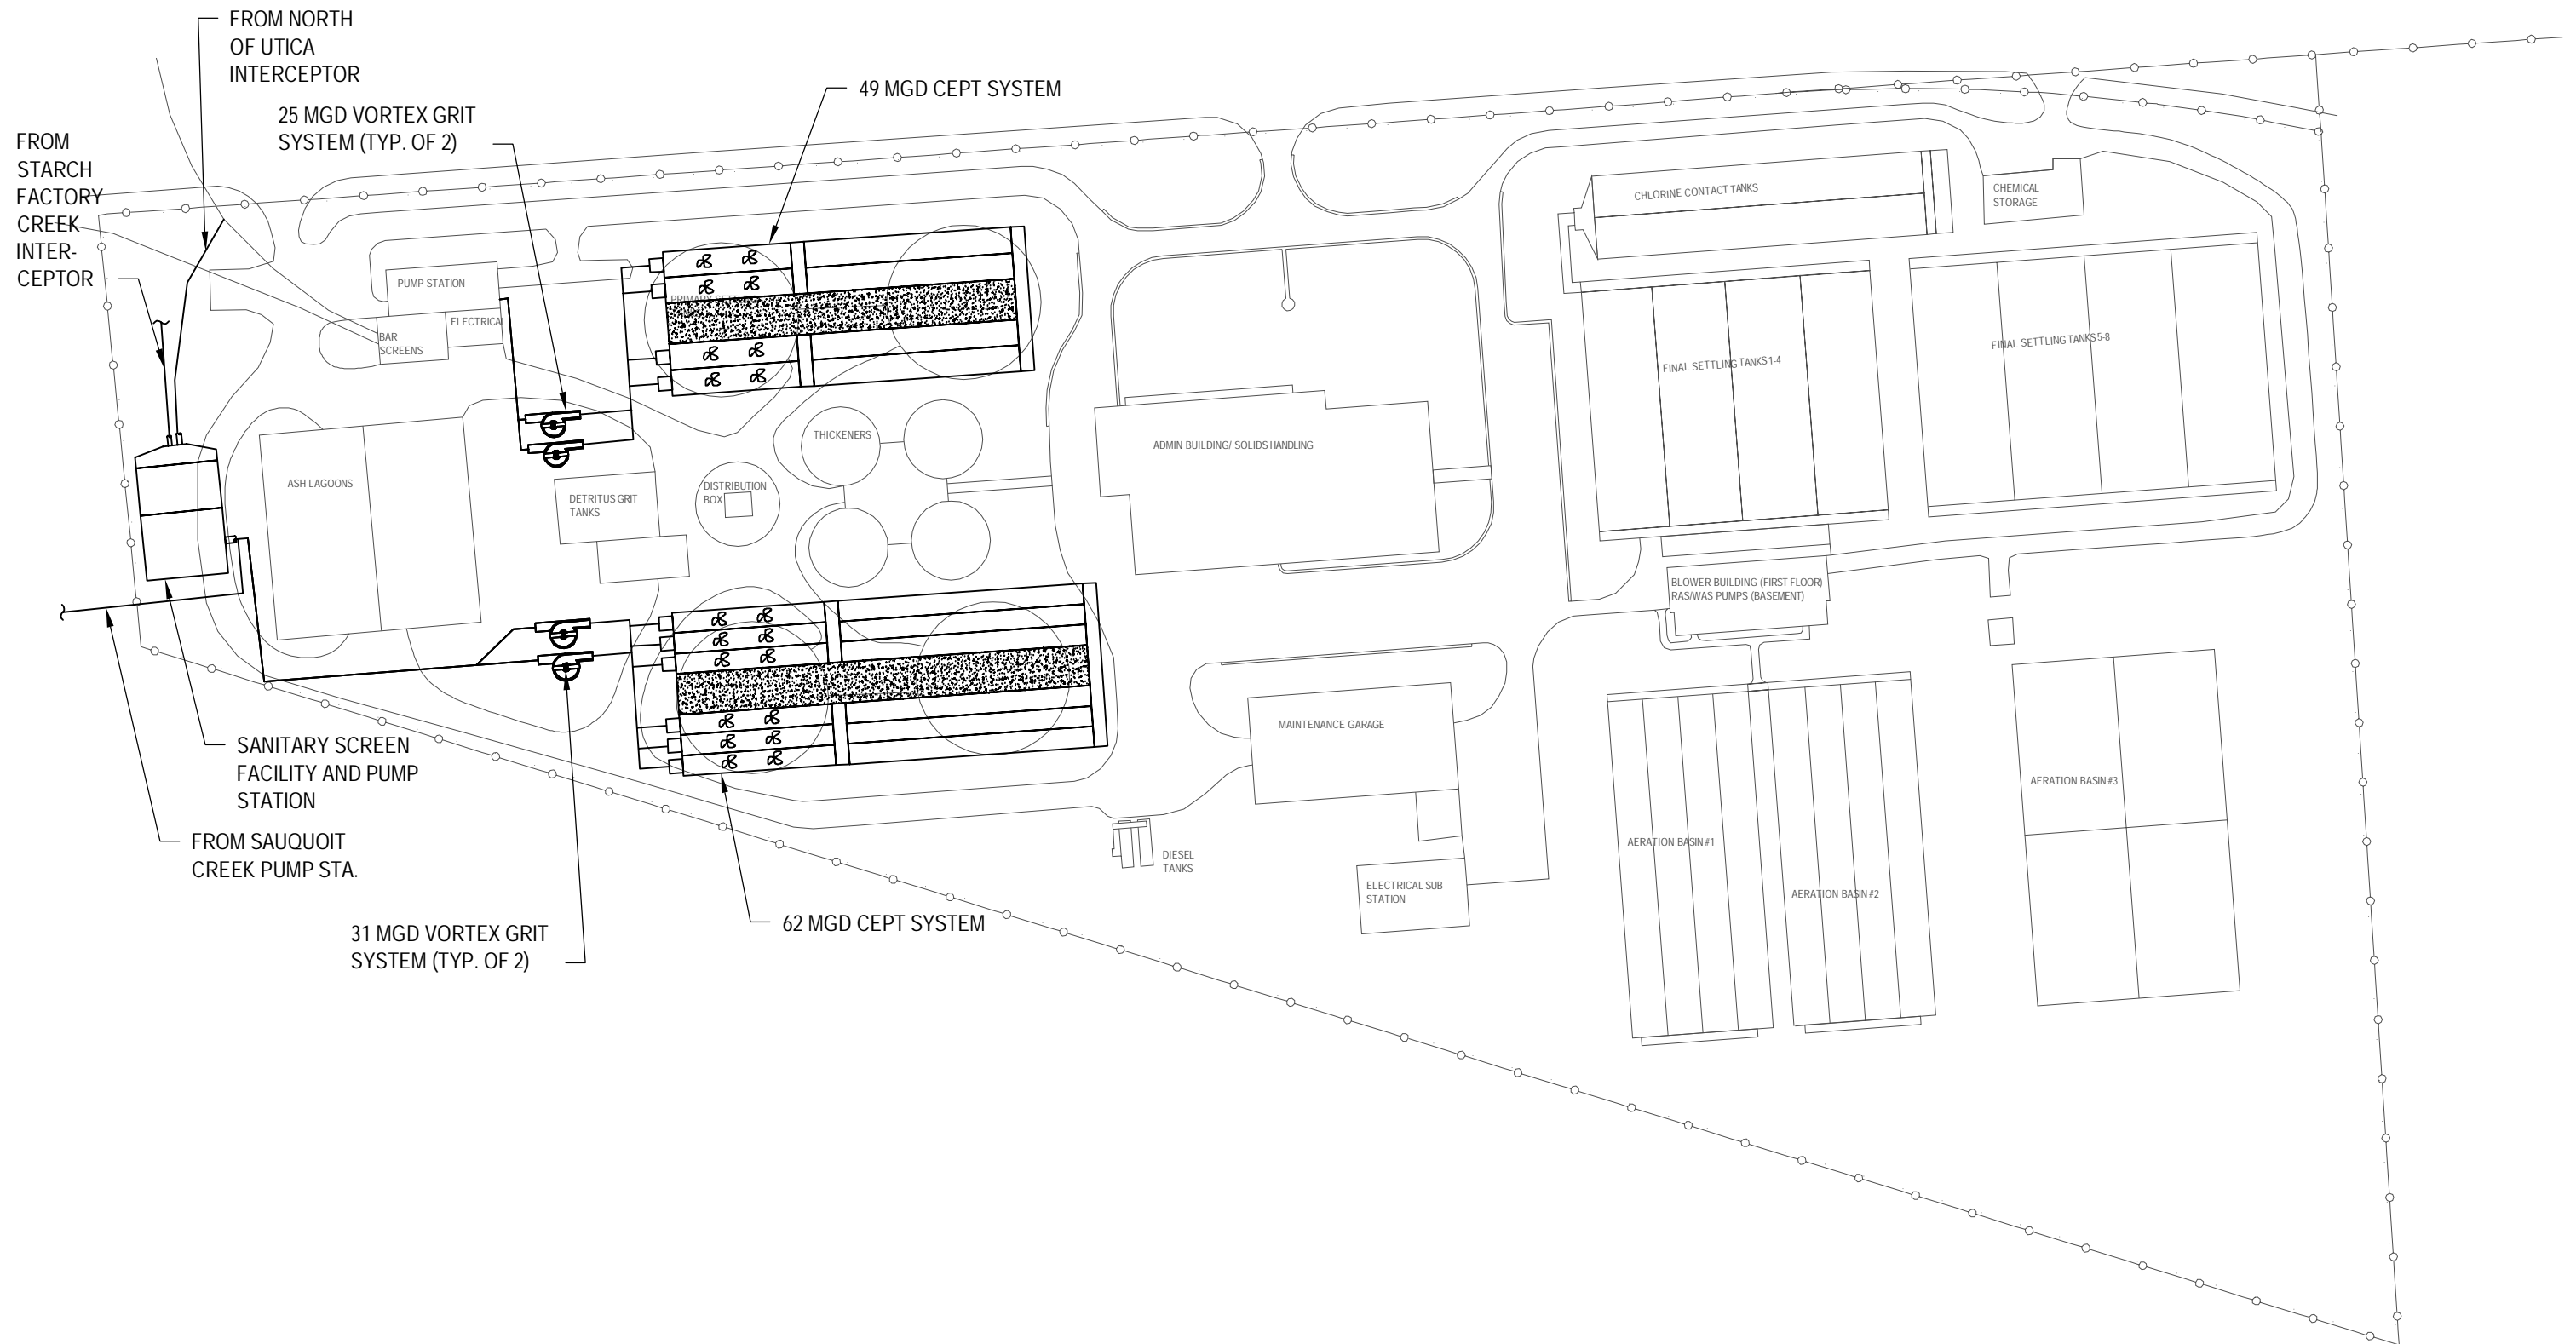 FROM NORTH
OF UTICA
INTERCEPTOR
49 MGD CEPT SYSTEM
25 MGD VORTEX GRIT
SYSTEM (TYP. OF 2)
FROM
STARCH
FACTORY
CREEK
INTER-
CEPTOR
CHLORINE CONTACT TANKS
CHEMICAL
STORAGE
PUMP STATION
ELECTRICAL
BAR
SCREENS
PRIMARY
FINAL SETTLING TANKS 1-4
FINAL SETTLING TANKS 5-8
THICKENERS
ADMIN BUILDING/ SOLIDS HANDLING
ASH LAGOONS
DETRITUS GRIT
TANKS
DISTRIBUTION
BOX
BLOWER BUILDING (FIRST FLOOR)
RAS/WAS PUMPS (BASEMENT)
SANITARY SCREEN
FACILITY AND PUMP
STATION
MAINTENANCE GARAGE
AERATION BASIN #3
FROM SAUQUOIT
CREEK PUMP STA.
AERATION BASIN #1
DIESEL
TANKS
ELECTRICAL SUB
STATION
AERATION BASIN #2
62 MGD CEPT SYSTEM
31 MGD VORTEX GRIT
SYSTEM (TYP. OF 2)